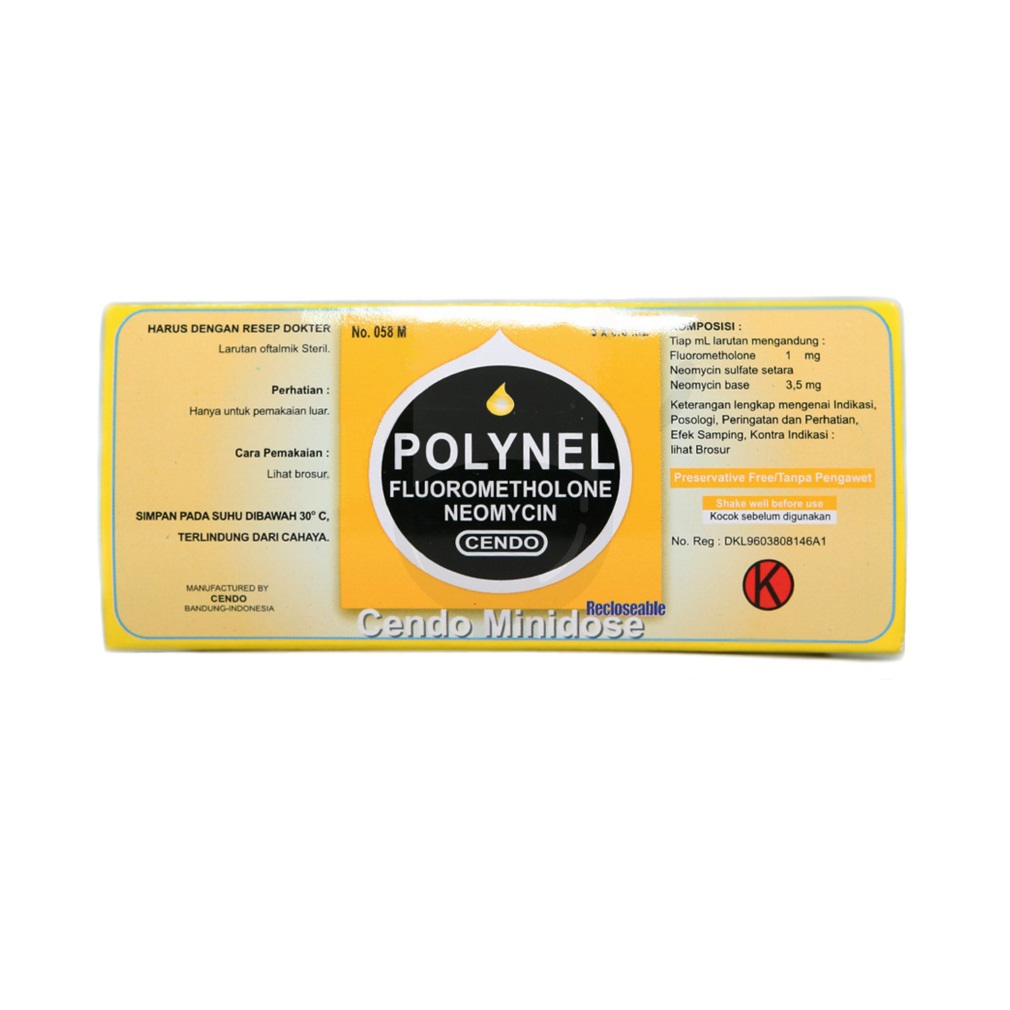 HARUS DENGAN RESEP DOKTER
Larutan oftalmik Steril.
Perhatian :
Hanya untuk pemakaian luar.
Cara Pemakaian :
Lihat brosur.
SIMPAN PADA SUHU DIBAWAH 30° C,
TERLINDUNG DARI CAHAYA.
MANUFACTURED BY
CENDO
BANDUNG-INDONESIA
No. 058 M
POLYNEL
FLUOROMETHOLONE
NEOMYCIN
CENDO
Recloseable
Cendo Minidose
KOMPOSISI :
Tiap mL larutan mengandung :
Fluorometholone 1 mg
Neomycin sulfate setara
Neomycin base 3,5 mg
Keterangan lengkap mengenai Indikasi,
Posologi, Peringatan dan Perhatian,
Efek Samping, Kontra Indikasi :
lihat Brosur
Preservative Free/Tanpa Pengawet
Shake well before use
Kocok sebelum digunakan
No. Reg : DKL9603808146A1
K